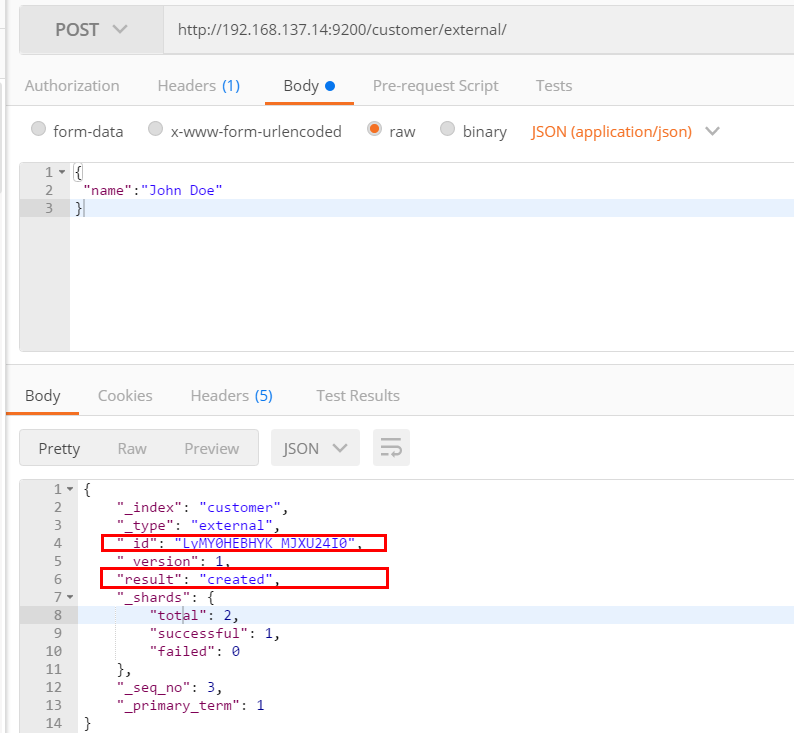 POST http://192.168.137.14:9200/customer/external/
Authorization Headers (1) Body Pre-request Script Tests
form-data x-www-form-urlencoded raw binary JSON (application/json)
1 {
2 "name":"John Doe"
3 }
Body Cookies Headers (5) Test Results
Pretty Raw Preview JSON
1 {
2 "_index": "customer",
3 "_type": "external",
4 "_id": "LyMY0HEBHYK_MJXU24I0",
5 "_version": 1,
6 "result": "created",
7 "_shards": {
8 "total": 2,
9 "successful": 1,
10 "failed": 0
11 },
12 "_seq_no": 3,
13 "_primary_term": 1
14 }